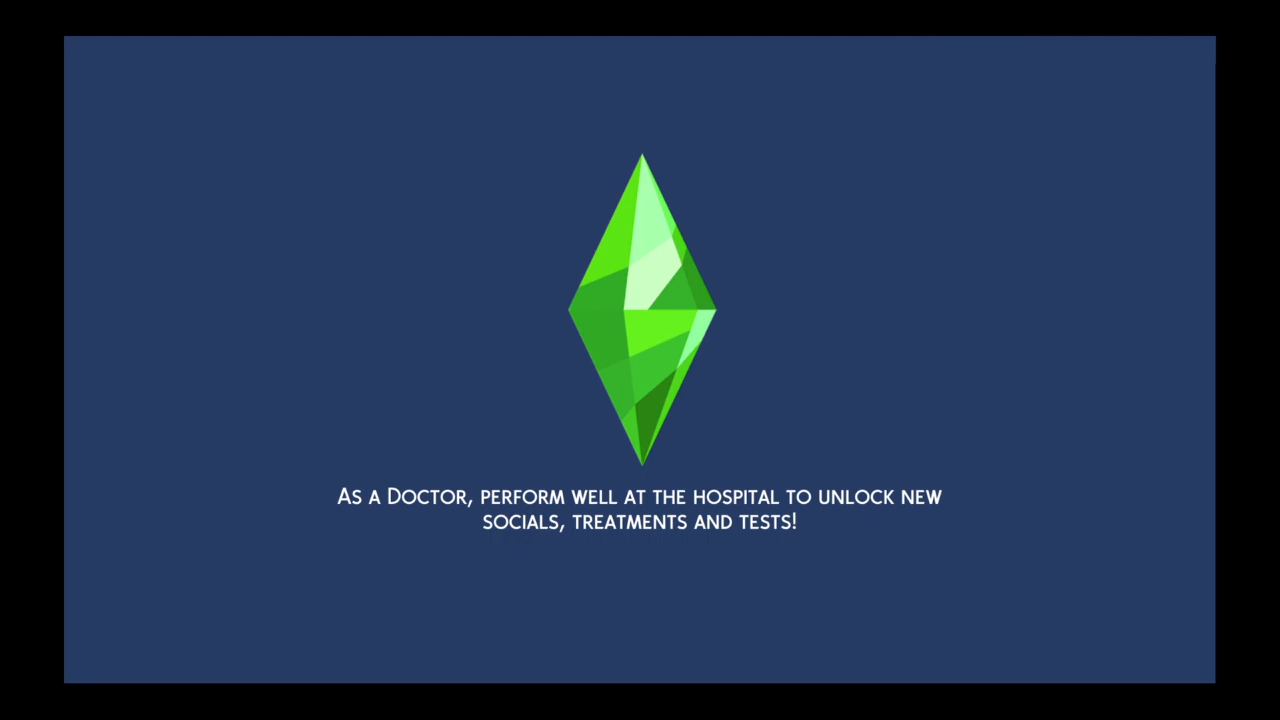 As a Doctor, perform well at the hospital to unlock new
socials, treatments and tests!